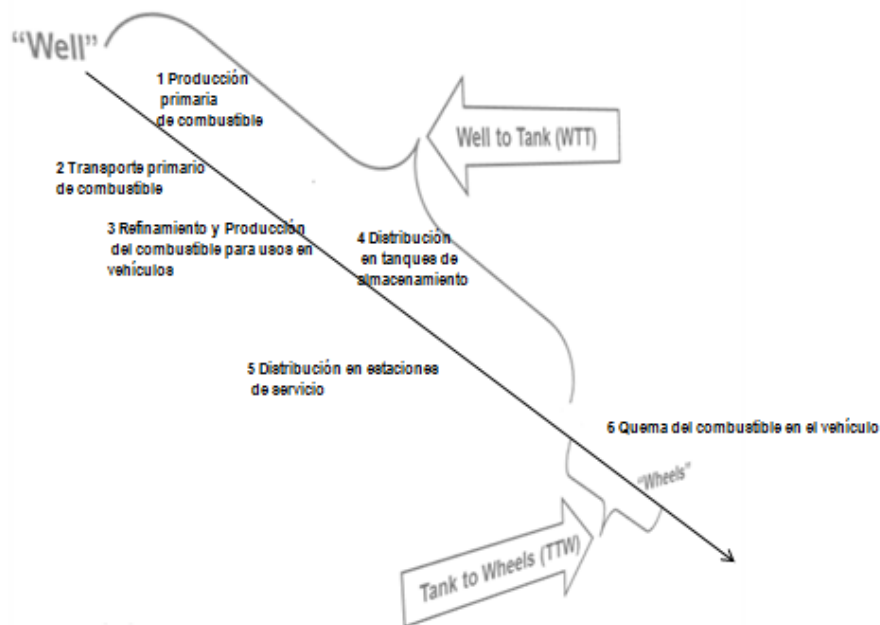 “Well”
1 Producción
primaria
de combustible
Well to Tank (WTT)
2 Transporte primario
de combustible
3 Refinamiento y Producción
del combustible para usos en
vehículos
4 Distribución
en tanques de
almacenamiento
5 Distribución en estaciones
de servicio
6 Quema del combustible en el vehículo
“Wheels”
Tank to Wheels (TTW)